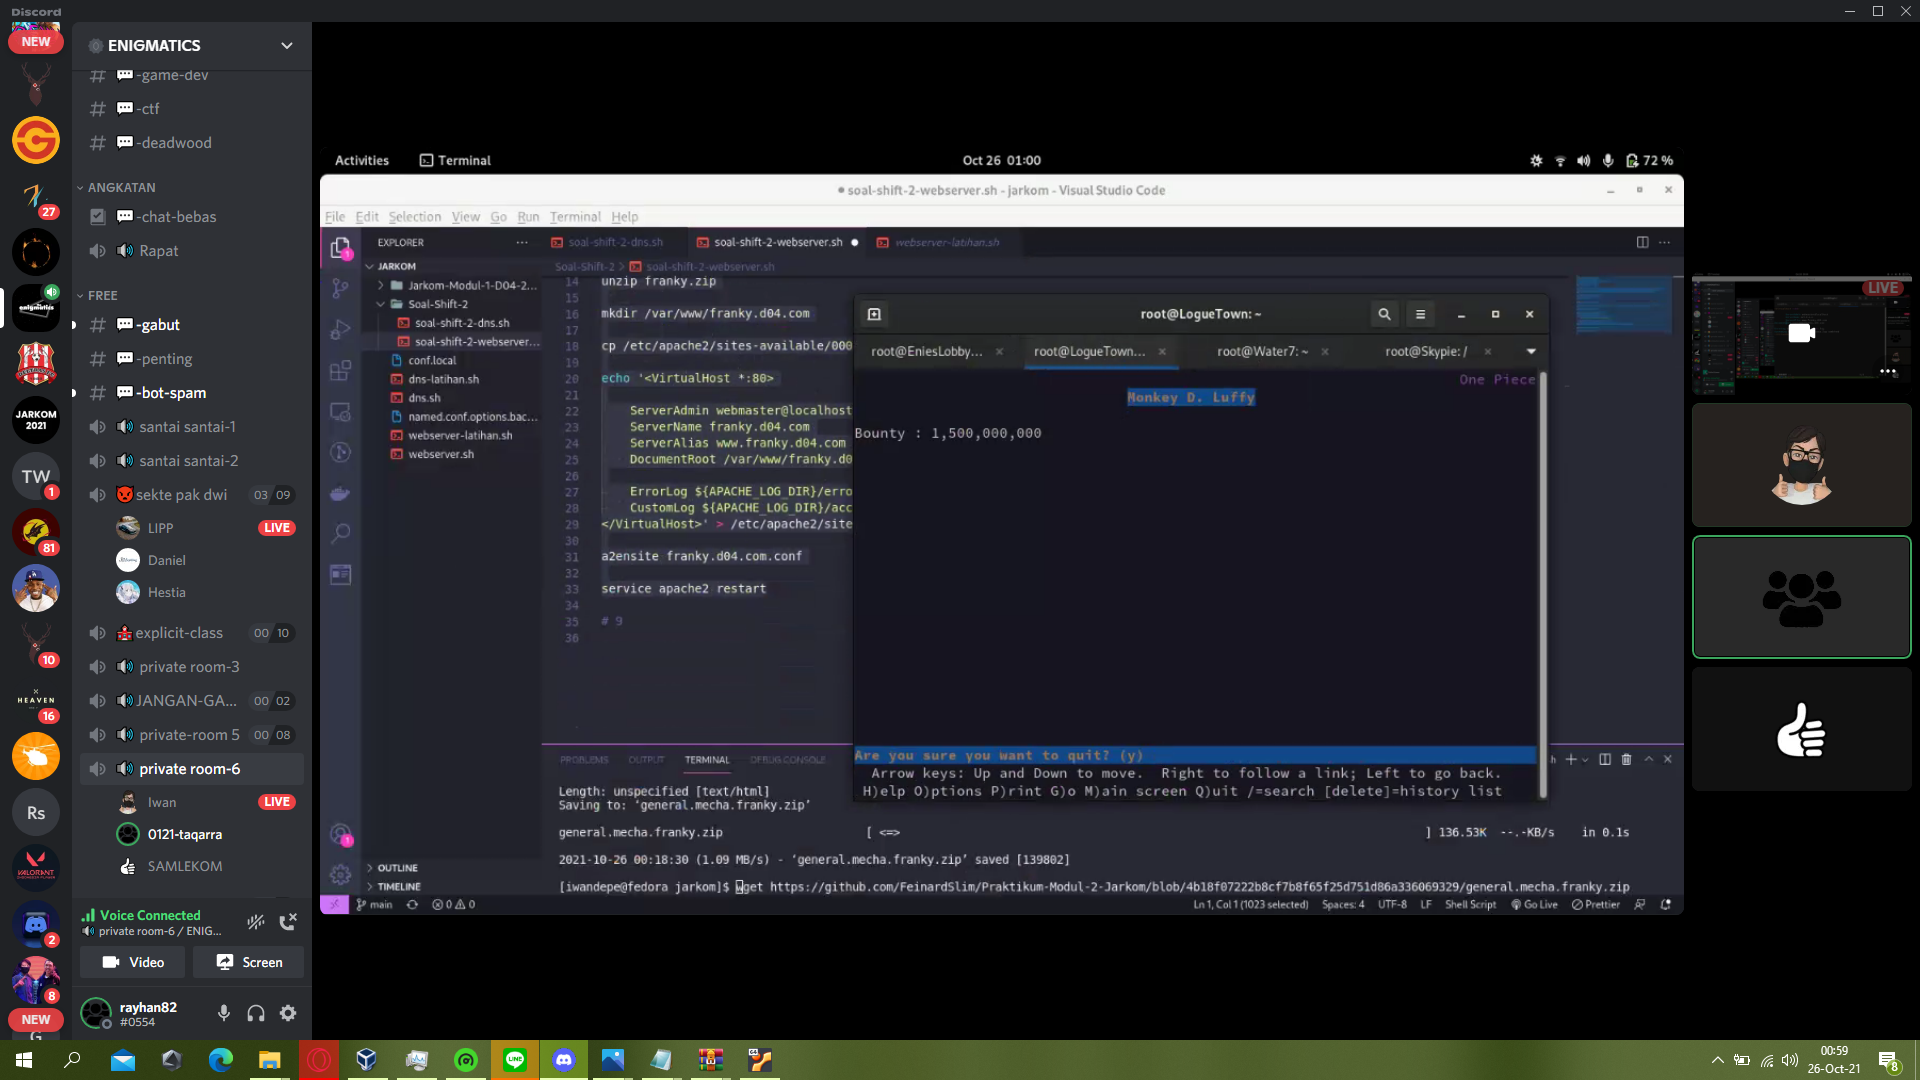 Discord
NEW
ENIGMATICS
-game-dev
-ctf
-deadwood
ANGKATAN
-chat-bebas
Rapat
FREE
-gabut
-penting
-bot-spam
santai santai-1
santai santai-2
sekte pak dwi 03 09
LIPP LIVE
Daniel
Hestia
explicit-class 00 10
private room-3
JANGAN-GA... 00 02
private-room 5 00 08
private room-6
Iwan LIVE
0121-taqarra
SAMLEKOM
Voice Connected
private room-6 / ENIG...
Video Screen
rayhan82
#0554
27
JARKOM
2021
TW
1
81
10
HEAVEN
16
Rs
VALORANT
2
8
NEW
G
Activities Terminal Oct 26 01:00 72 %
soal-shift-2-webserver.sh - jarkom - Visual Studio Code
File Edit Selection View Go Run Terminal Help
EXPLORER ... soal-shift-2-dns.sh soal-shift-2-webserver.sh webserver-latihan.sh
JARKOM
Jarkom-Modul-1-D04-2...
Soal-Shift-2
soal-shift-2-dns.sh
soal-shift-2-webserver...
conf.local
dns-latihan.sh
dns.sh
named.conf.options.bac...
webserver-latihan.sh
webserver.sh
OUTLINE
TIMELINE
Soal-Shift-2 > soal-shift-2-webserver.sh
14 unzip franky.zip
15
16 mkdir /var/www/franky.d04.com
17
18 cp /etc/apache2/sites-available/000
19
20 echo '<VirtualHost *:80>
21
22 ServerAdmin webmaster@localhost
23 ServerName franky.d04.com
24 ServerAlias www.franky.d04.com
25 DocumentRoot /var/www/franky.d0
26
27 ErrorLog ${APACHE_LOG_DIR}/erro
28 CustomLog ${APACHE_LOG_DIR}/acc
29 </VirtualHost>' > /etc/apache2/site
30
31 a2ensite franky.d04.com.conf
32
33 service apache2 restart
34
35 # 9
36
root@LogueTown: ~
root@EniesLobby... root@LogueTown... root@Water7: ~ root@Skypie: /
One Piece
Monkey D. Luffy
Bounty : 1,500,000,000
Are you sure you want to quit? (y)
Arrow keys: Up and Down to move. Right to follow a link; Left to go back.
H)elp O)ptions P)rint G)o M)ain screen Q)uit /=search [delete]=history list
PROBLEMS OUTPUT TERMINAL DEBUG CONSOLE
Length: unspecified [text/html]
Saving to: ‘general.mecha.franky.zip’
general.mecha.franky.zip [ <=> ] 136.53K --.-KB/s in 0.1s
2021-10-26 00:18:30 (1.09 MB/s) - ‘general.mecha.franky.zip’ saved [139802]
[iwandepe@fedora jarkom]$ wget https://github.com/FeinardSlim/Praktikum-Modul-2-Jarkom/blob/4b18f07222b8cf7b8f65f25d751d86a336069329/general.mecha.franky.zip
main 0 0 Ln 1, Col 1 (1023 selected) Spaces: 4 UTF-8 LF Shell Script Go Live Prettier
LIVE
00:59
26-Oct-21
8